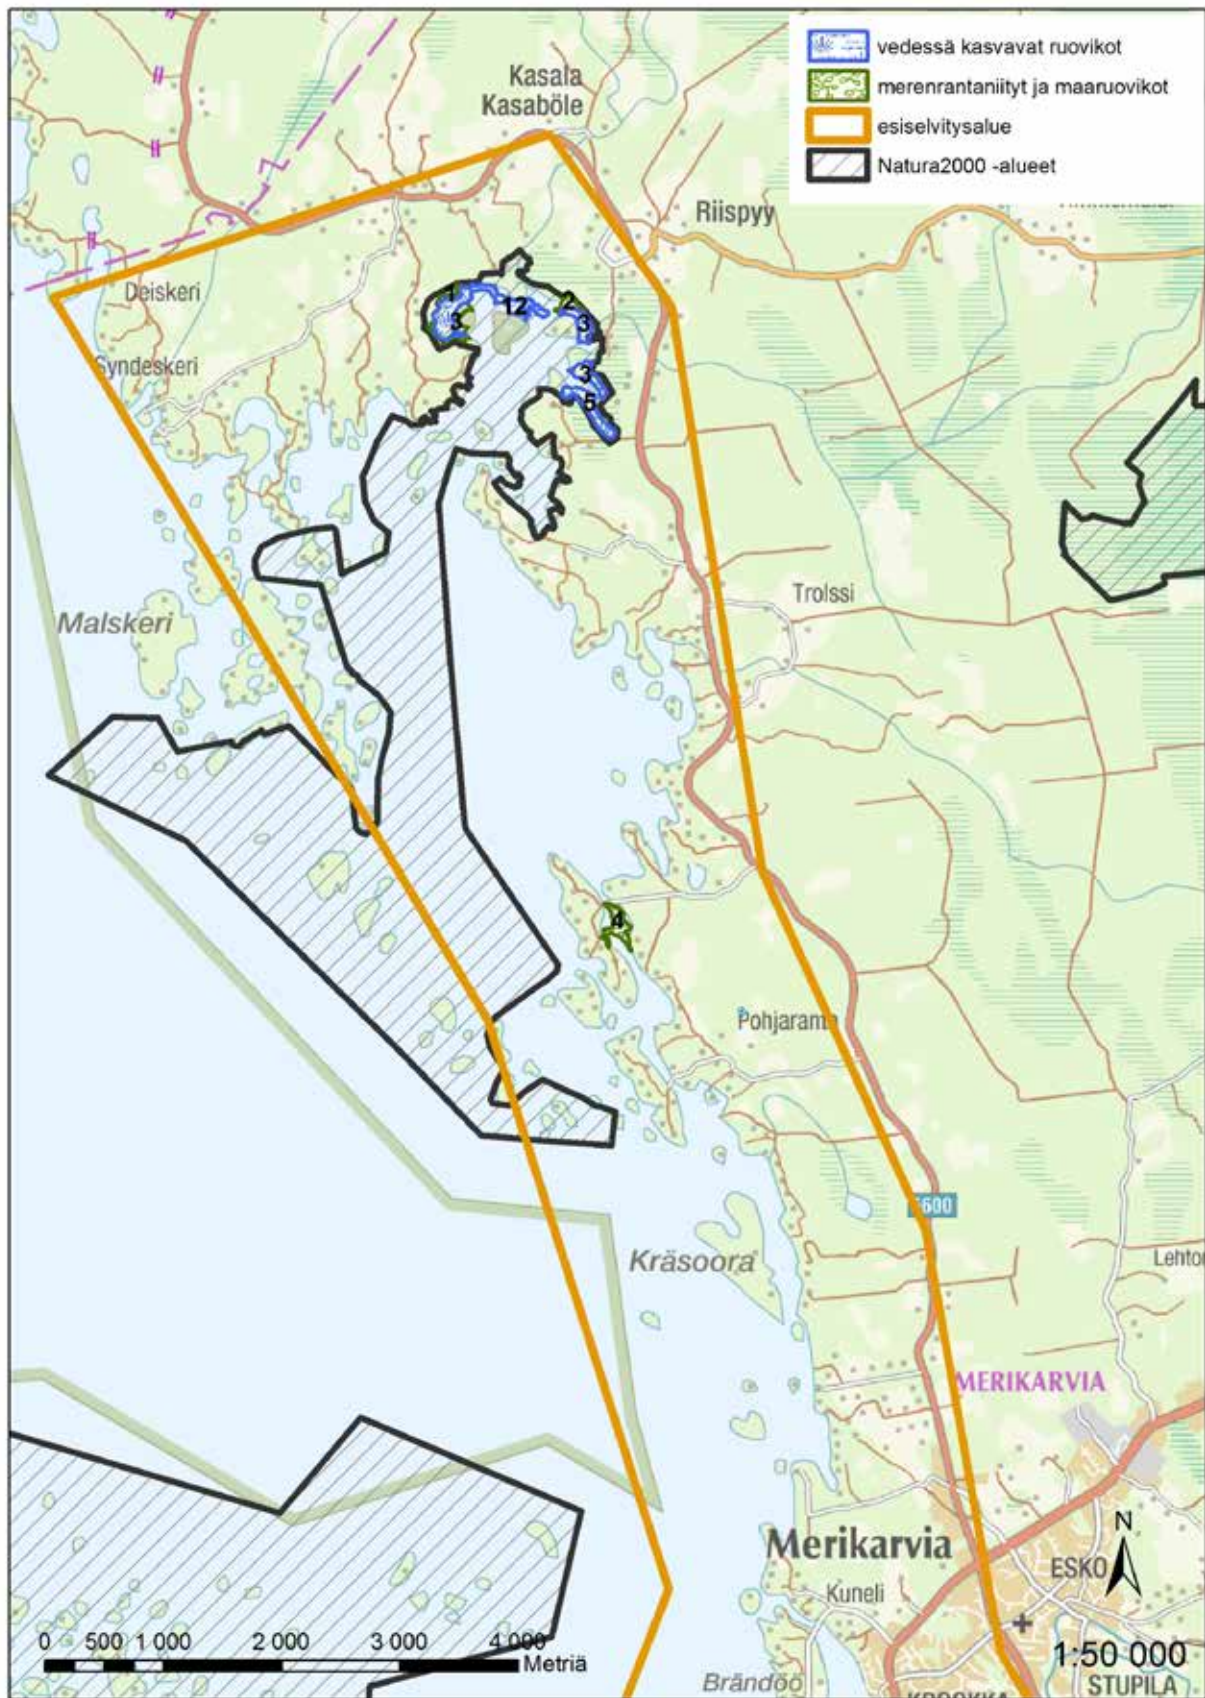 vedessä kasvavat ruovikot
merenrantaniityt ja maaruovikot
esiselvitysalue
Natura2000 -alueet
Kasala
Kasaböle
Riispyy
Deiskeri
Syndeskeri
1
12
2
3
3
3
5
Trolssi
Malskeri
4
Pohjarama
600
Kräsoora
Lehto
MERIKARVIA
Merikarvia
N
ESKO
Kuneli
0 500 1 000 2 000 3 000 4 000
Metriä
1:50 000
Brändöö
STUPILA